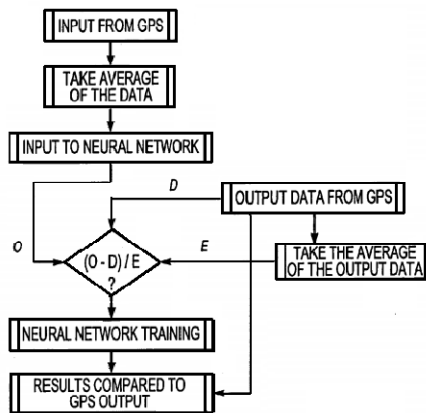 INPUT FROM GPS
TAKE AVERAGE
OF THE DATA
INPUT TO NEURAL NETWORK
D
OUTPUT DATA FROM GPS
O
(O - D) / E
?
E
TAKE THE AVERAGE
OF THE OUTPUT DATA
NEURAL NETWORK TRAINING
RESULTS COMPARED TO
GPS OUTPUT